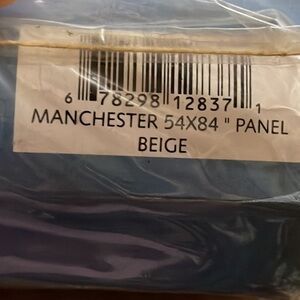 6 78298 12837 1
MANCHESTER 54X84 " PANEL
BEIGE